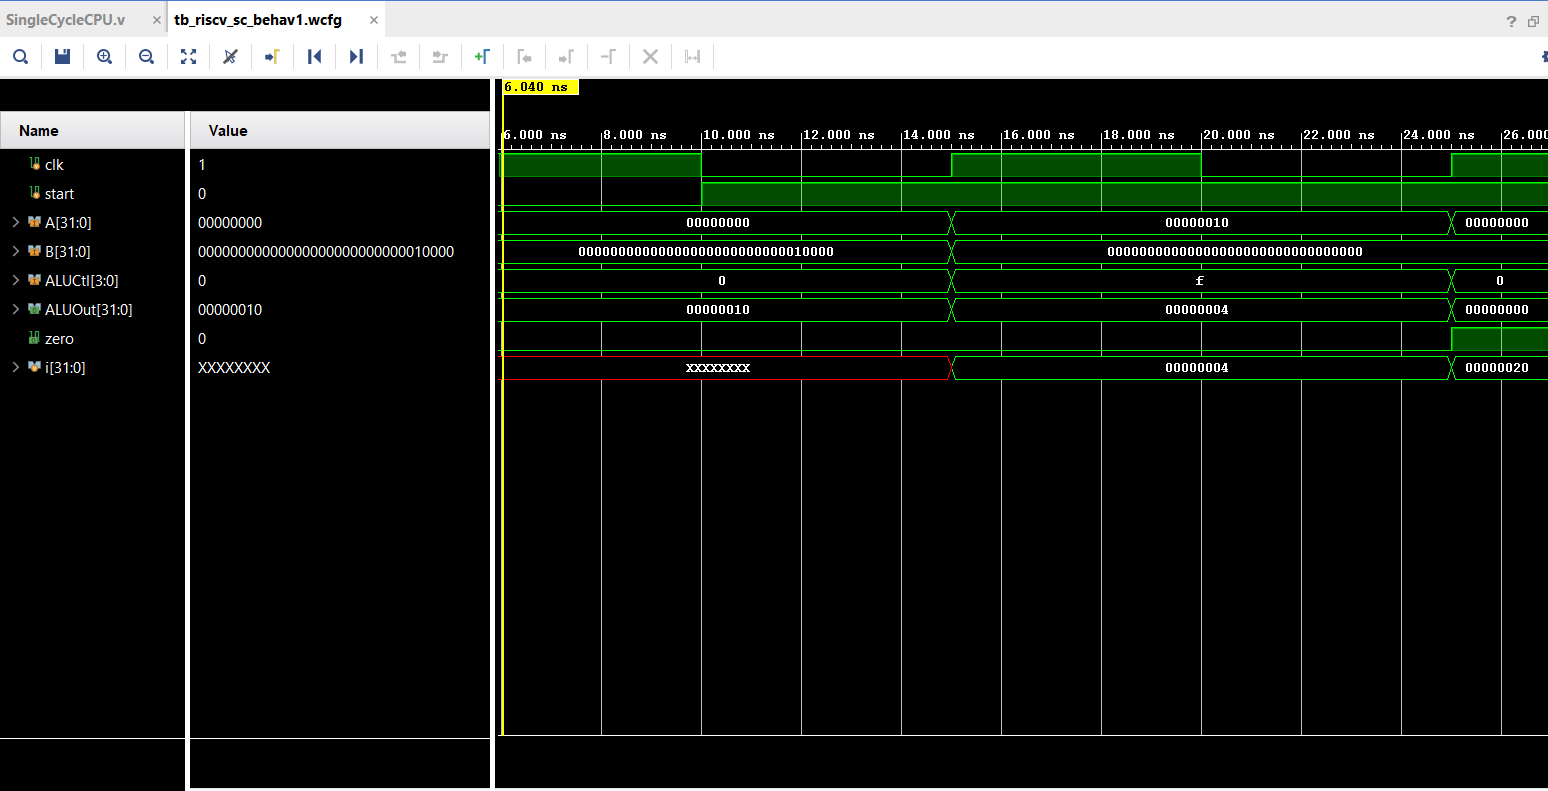 SingleCycleCPU.v × tb_riscv_sc_behav1.wcfg × ?
6.040 ns
Name Value
6.000 ns 8.000 ns 10.000 ns 12.000 ns 14.000 ns 16.000 ns 18.000 ns 20.000 ns 22.000 ns 24.000 ns 26.000
clk 1
start 0
A[31:0] 00000000 00000000 00000010 00000000
B[31:0] 00000000000000000000000000010000 00000000000000000000000000010000 00000000000000000000000000000000
ALUCtl[3:0] 0 0 f 0
ALUOut[31:0] 00000010 00000010 00000004 00000000
zero 0
i[31:0] XXXXXXXX XXXXXXXX 00000004 00000020